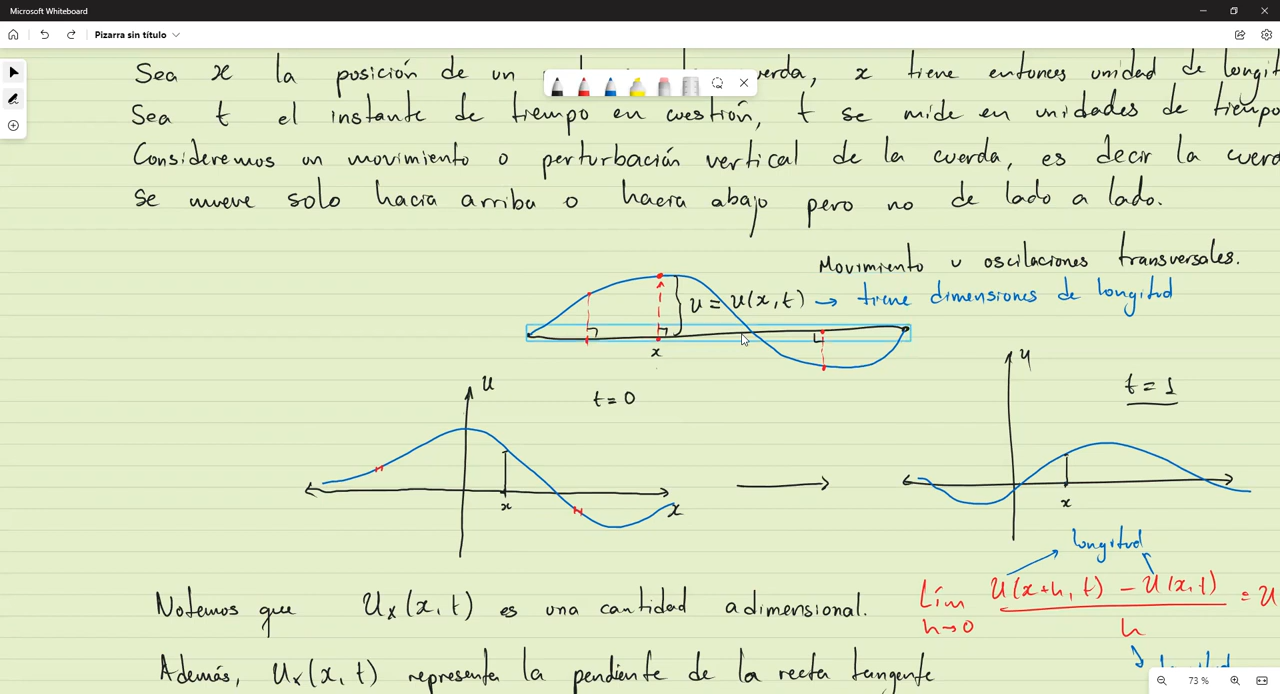 Microsoft Whiteboard
Pizarra sin título
Sea x la posición de un cuerda, x tiene entonces unidad de longit
Sea t el instante de tiempo en cuestión, t se mide en unidades de tiempo
Consideremos un movimiento o perturbación vertical de la cuerda, es decir la cuerd
se mueve solo hacia arriba o hacia abajo pero no de lado a lado.
Movimiento u oscilaciones transversales.
u = u(x,t) → tiene dimensiones de longitud
x
u
t = 0
x
x
u
t = 1
x
longitud
Notemos que Ux(x,t) es una cantidad adimensional.
Lím h→0 U(x+h,t) - U(x,t) / h = U
Además, Ux(x,t) representa la pendiente de la recta tangente
73 %